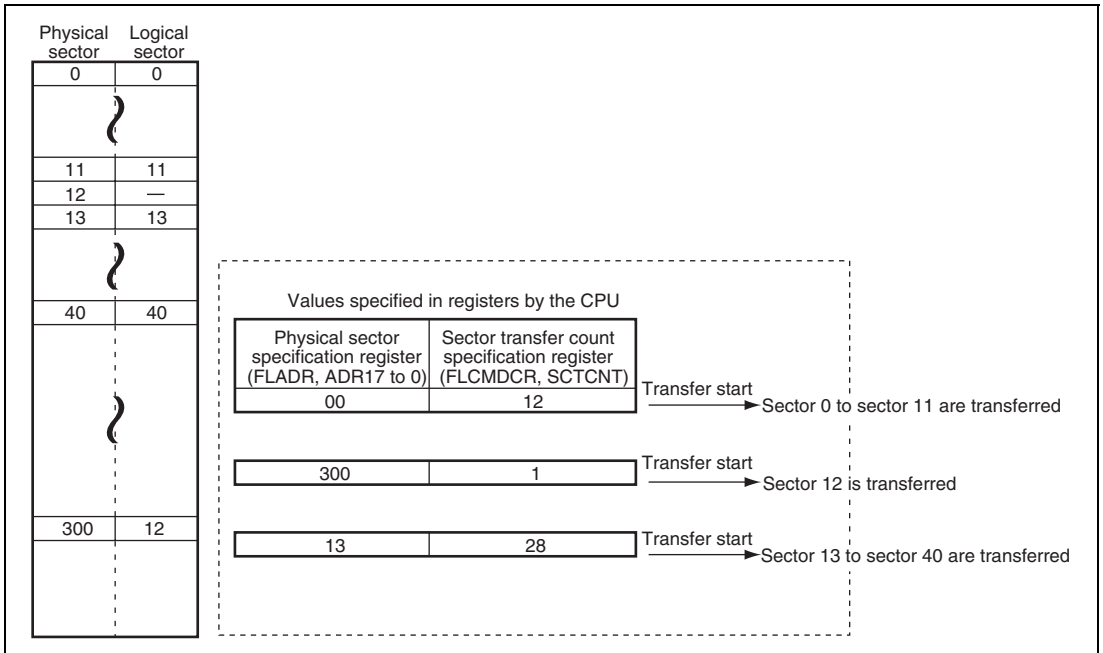 Physical sector Logical sector
0 0
11 11
12 —
13 13
40 40
300 12
Values specified in registers by the CPU
Physical sector specification register (FLADR, ADR17 to 0) Sector transfer count specification register (FLCMDCR, SCTCNT)
00 12
Transfer start
Sector 0 to sector 11 are transferred
300 1
Transfer start
Sector 12 is transferred
13 28
Transfer start
Sector 13 to sector 40 are transferred